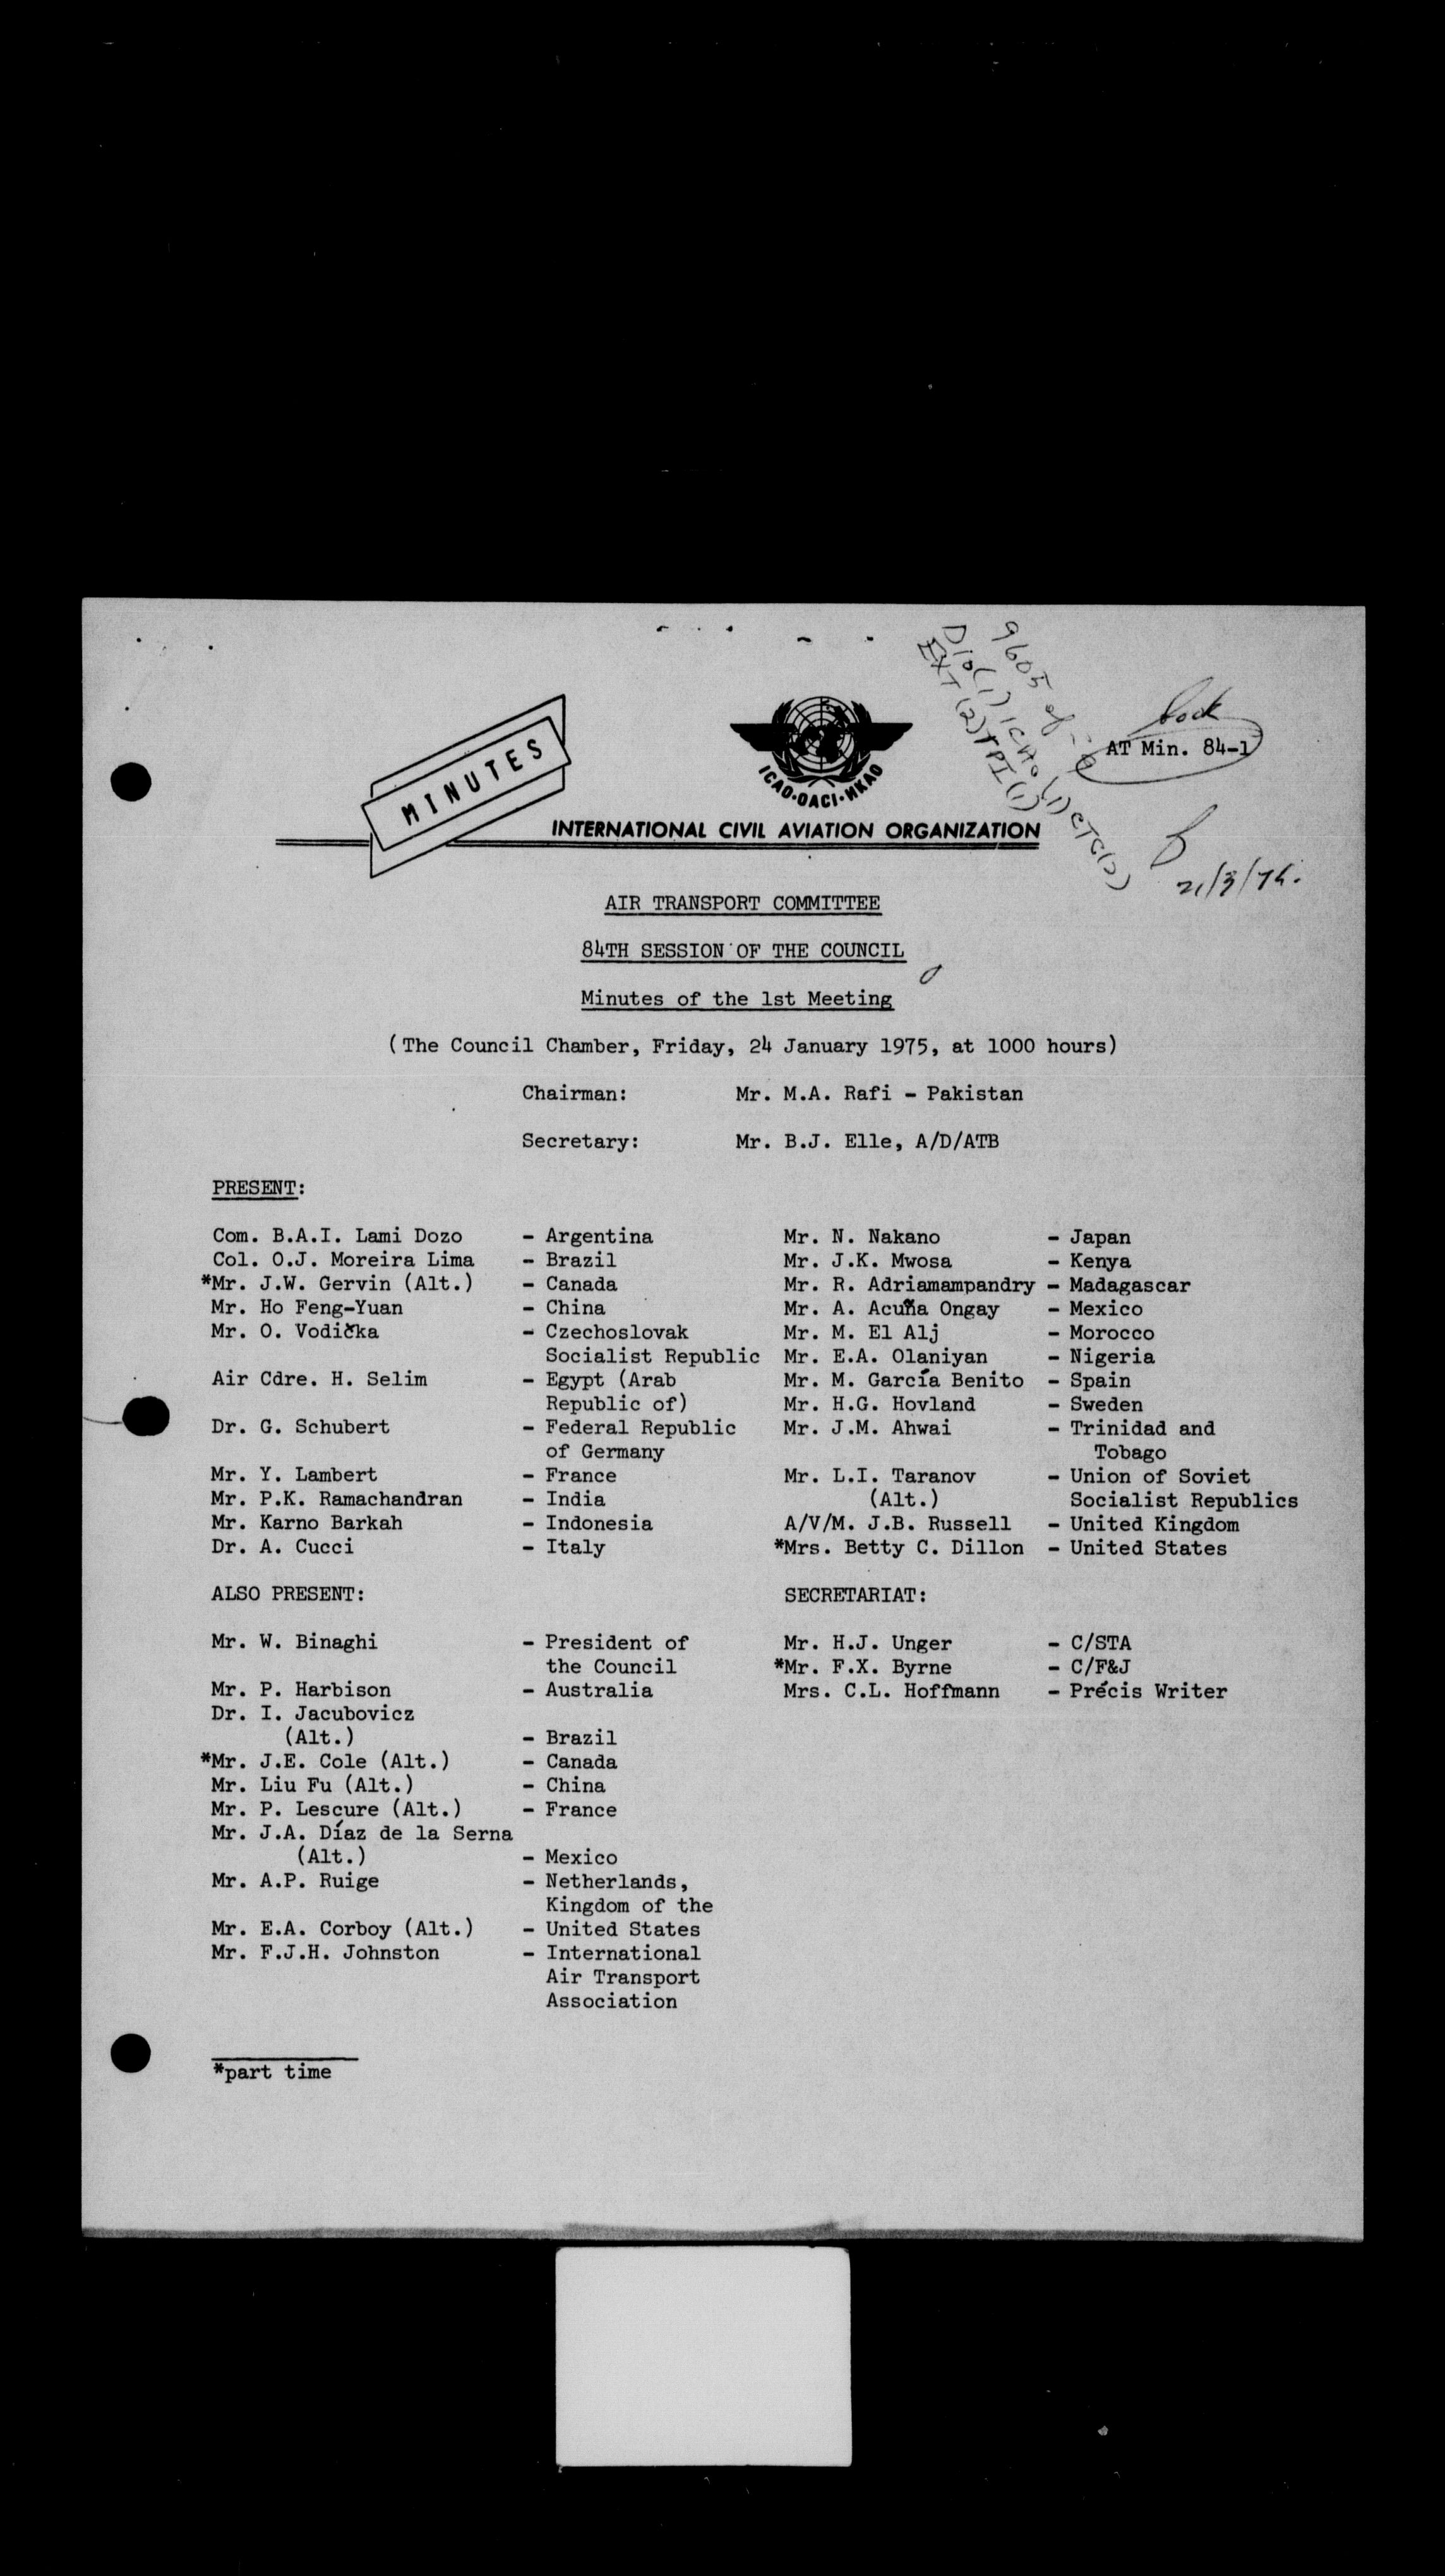 MINUTES
ICAO·OACI·ИКАО
INTERNATIONAL CIVIL AVIATION ORGANIZATION
AT Min. 84-1
AIR TRANSPORT COMMITTEE
84TH SESSION OF THE COUNCIL
Minutes of the 1st Meeting
(The Council Chamber, Friday, 24 January 1975, at 1000 hours)
Chairman: Mr. M.A. Rafi - Pakistan
Secretary: Mr. B.J. Elle, A/D/ATB
PRESENT:
Com. B.A.I. Lami Dozo - Argentina
Col. O.J. Moreira Lima - Brazil
*Mr. J.W. Gervin (Alt.) - Canada
Mr. Ho Feng-Yuan - China
Mr. O. Vodička - Czechoslovak
Socialist Republic
Air Cdre. H. Selim - Egypt (Arab
Republic of)
Dr. G. Schubert - Federal Republic
of Germany
Mr. Y. Lambert - France
Mr. P.K. Ramachandran - India
Mr. Karno Barkah - Indonesia
Dr. A. Cucci - Italy
Mr. N. Nakano - Japan
Mr. J.K. Mwosa - Kenya
Mr. R. Adriamampandry - Madagascar
Mr. A. Acuña Ongay - Mexico
Mr. M. El Alj - Morocco
Mr. E.A. Olaniyan - Nigeria
Mr. M. García Benito - Spain
Mr. H.G. Hovland - Sweden
Mr. J.M. Ahwai - Trinidad and
Tobago
Mr. L.I. Taranov - Union of Soviet
(Alt.) Socialist Republics
A/V/M. J.B. Russell - United Kingdom
*Mrs. Betty C. Dillon - United States
ALSO PRESENT:
Mr. W. Binaghi - President of
the Council
Mr. P. Harbison - Australia
Dr. I. Jacubovicz
(Alt.) - Brazil
*Mr. J.E. Cole (Alt.) - Canada
Mr. Liu Fu (Alt.) - China
Mr. P. Lescure (Alt.) - France
Mr. J.A. Díaz de la Serna
(Alt.) - Mexico
Mr. A.P. Ruige - Netherlands,
Kingdom of the
Mr. E.A. Corboy (Alt.) - United States
Mr. F.J.H. Johnston - International
Air Transport
Association
SECRETARIAT:
Mr. H.J. Unger - C/STA
*Mr. F.X. Byrne - C/F&J
Mrs. C.L. Hoffmann - Précis Writer
*part time